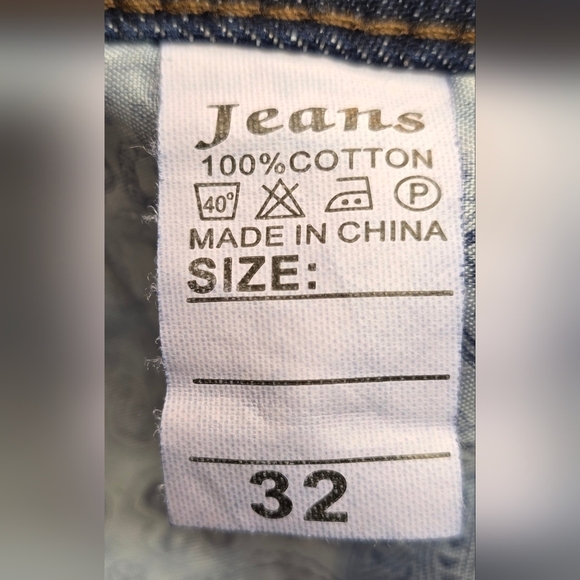 Jeans
100%COTTON
40° P
MADE IN CHINA
SIZE:
32